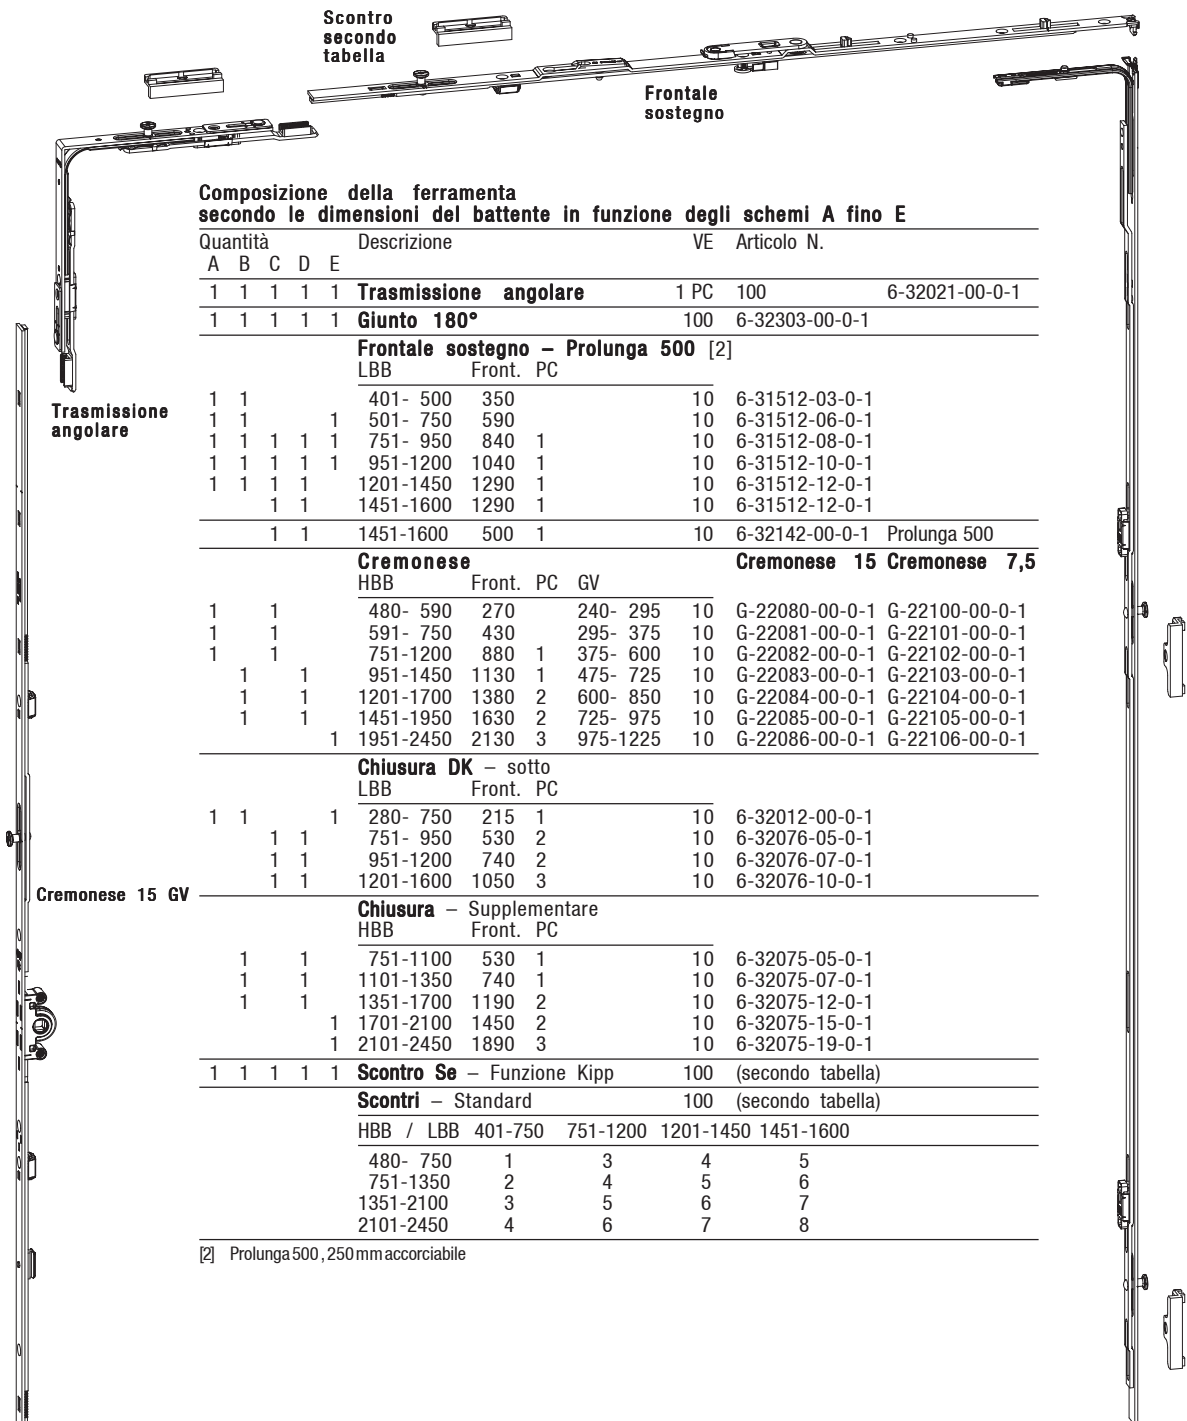 Scontro
secondo
tabella
Frontale
sostegno
Composizione della ferramenta
secondo le dimensioni del battente in funzione degli schemi A fino E
Quantità Descrizione VE Articolo N.
A B C D E
1 1 1 1 1 Trasmissione angolare 1 PC 100 6-32021-00-0-1
1 1 1 1 1 Giunto 180° 100 6-32303-00-0-1
Frontale sostegno – Prolunga 500 [2]
LBB Front. PC
1 1 401- 500 350 10 6-31512-03-0-1
1 1 1 501- 750 590 10 6-31512-06-0-1
1 1 1 1 1 751- 950 840 1 10 6-31512-08-0-1
1 1 1 1 1 951-1200 1040 1 10 6-31512-10-0-1
1 1 1 1 1201-1450 1290 1 10 6-31512-12-0-1
1 1 1451-1600 1290 1 10 6-31512-12-0-1
1 1 1451-1600 500 1 10 6-32142-00-0-1 Prolunga 500
Trasmissione
angolare
Cremonese Cremonese 15 Cremonese 7,5
HBB Front. PC GV
1 1 480- 590 270 240- 295 10 G-22080-00-0-1 G-22100-00-0-1
1 1 591- 750 430 295- 375 10 G-22081-00-0-1 G-22101-00-0-1
1 1 751-1200 880 1 375- 600 10 G-22082-00-0-1 G-22102-00-0-1
1 1 951-1450 1130 1 475- 725 10 G-22083-00-0-1 G-22103-00-0-1
1 1 1201-1700 1380 2 600- 850 10 G-22084-00-0-1 G-22104-00-0-1
1 1 1451-1950 1630 2 725- 975 10 G-22085-00-0-1 G-22105-00-0-1
1 1951-2450 2130 3 975-1225 10 G-22086-00-0-1 G-22106-00-0-1
Chiusura DK – sotto
LBB Front. PC
1 1 1 280- 750 215 1 10 6-32012-00-0-1
1 1 751- 950 530 2 10 6-32076-05-0-1
1 1 951-1200 740 2 10 6-32076-07-0-1
1 1 1201-1600 1050 3 10 6-32076-10-0-1
Cremonese 15 GV
Chiusura – Supplementare
HBB Front. PC
1 1 751-1100 530 1 10 6-32075-05-0-1
1 1 1101-1350 740 1 10 6-32075-07-0-1
1 1 1351-1700 1190 2 10 6-32075-12-0-1
1 1701-2100 1450 2 10 6-32075-15-0-1
1 2101-2450 1890 3 10 6-32075-19-0-1
1 1 1 1 1 Scontro Se – Funzione Kipp 100 (secondo tabella)
Scontri – Standard 100 (secondo tabella)
HBB / LBB 401-750 751-1200 1201-1450 1451-1600
480- 750 1 3 4 5
751-1350 2 4 5 6
1351-2100 3 5 6 7
2101-2450 4 6 7 8
[2] Prolunga 500 , 250 mm accorciabile